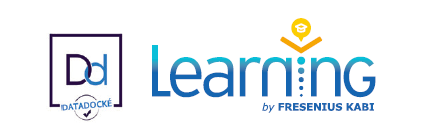 Dd
DATADOCKÉ
Learning
by FRESENIUS KABI